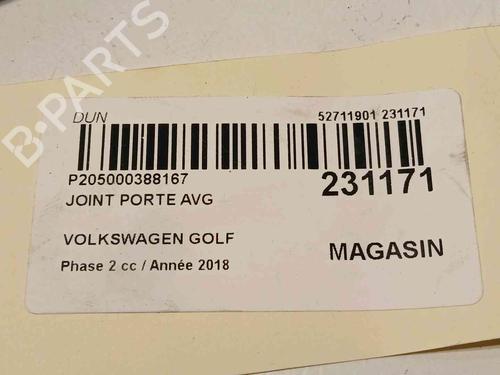 DUN
52711901 231171
P205000388167
231171
JOINT PORTE AVG
VOLKSWAGEN GOLF
MAGASIN
Phase 2 cc / Année 2018
B-PARTS